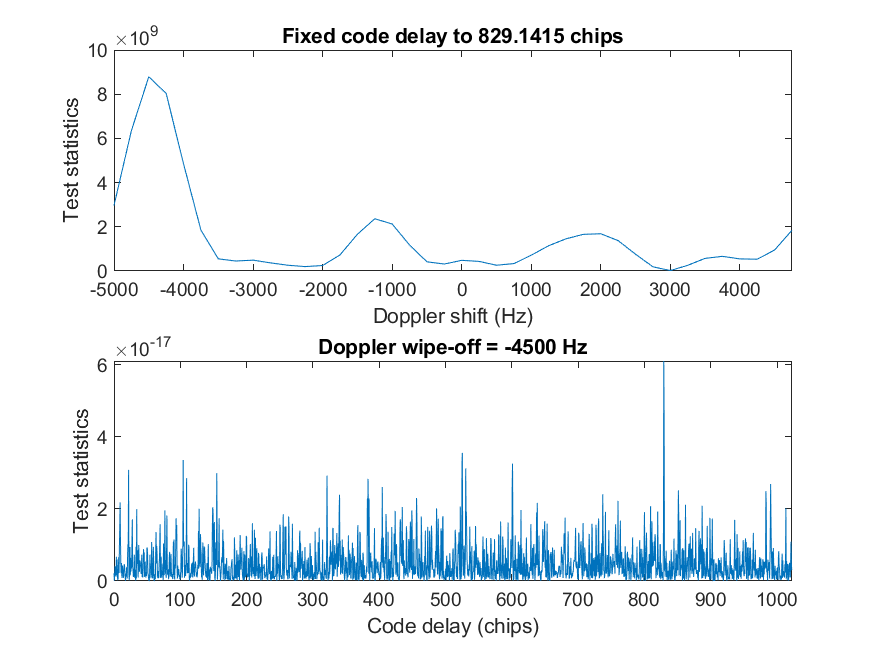 Fixed code delay to 829.1415 chips
×10⁹
10
8
6
4
2
0
Test statistics
-5000 -4000 -3000 -2000 -1000 0 1000 2000 3000 4000
Doppler shift (Hz)
Doppler wipe-off = -4500 Hz
×10⁻¹⁷
6
4
2
0
Test statistics
0 100 200 300 400 500 600 700 800 900 1000
Code delay (chips)